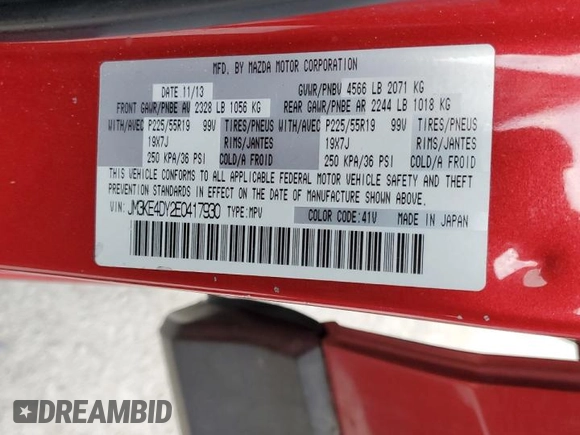 MFD. BY MAZDA MOTOR CORPORATION
DATE 11/13 GVWR/PNBV 4566 LB 2071 KG
FRONT GAWR/PNBE AV 2328 LB 1056 KG REAR GAWR/PNBE AR 2244 LB 1018 KG
WITH/AVEC P225/55R19 99V TIRES/PNEUS WITH/AVEC P225/55R19 99V TIRES/PNEUS
19X7J RIMS/JANTES 19X7J RIMS/JANTES
250 KPA/36 PSI COLD/A FROID 250 KPA/36 PSI COLD/A FROID
THIS VEHICLE CONFORMS TO ALL APPLICABLE FEDERAL MOTOR VEHICLE SAFETY AND THEFT
PREVENTION STANDARDS IN EFFECT ON THE DATE OF MANUFACTURE SHOWN ABOVE.
VIN: JM3KE4DY2E0417930 TYPE:MPV COLOR CODE:41V MADE IN JAPAN
DREAMBID